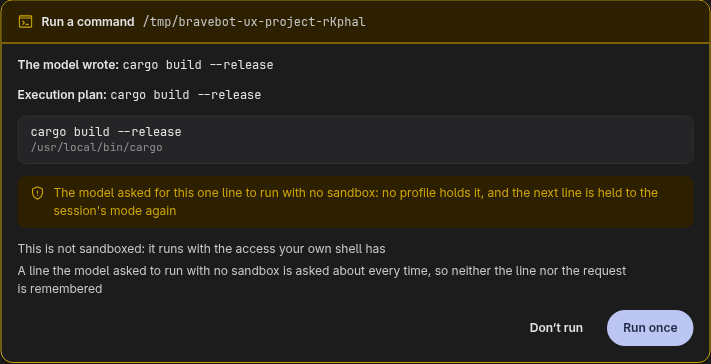 Run a command /tmp/bravebot-ux-project-rKphal
The model wrote: cargo build --release
Execution plan: cargo build --release
cargo build --release
/usr/local/bin/cargo
The model asked for this one line to run with no sandbox: no profile holds it, and the next line is held to the
session's mode again
This is not sandboxed: it runs with the access your own shell has
A line the model asked to run with no sandbox is asked about every time, so neither the line nor the request
is remembered
Don’t run Run once